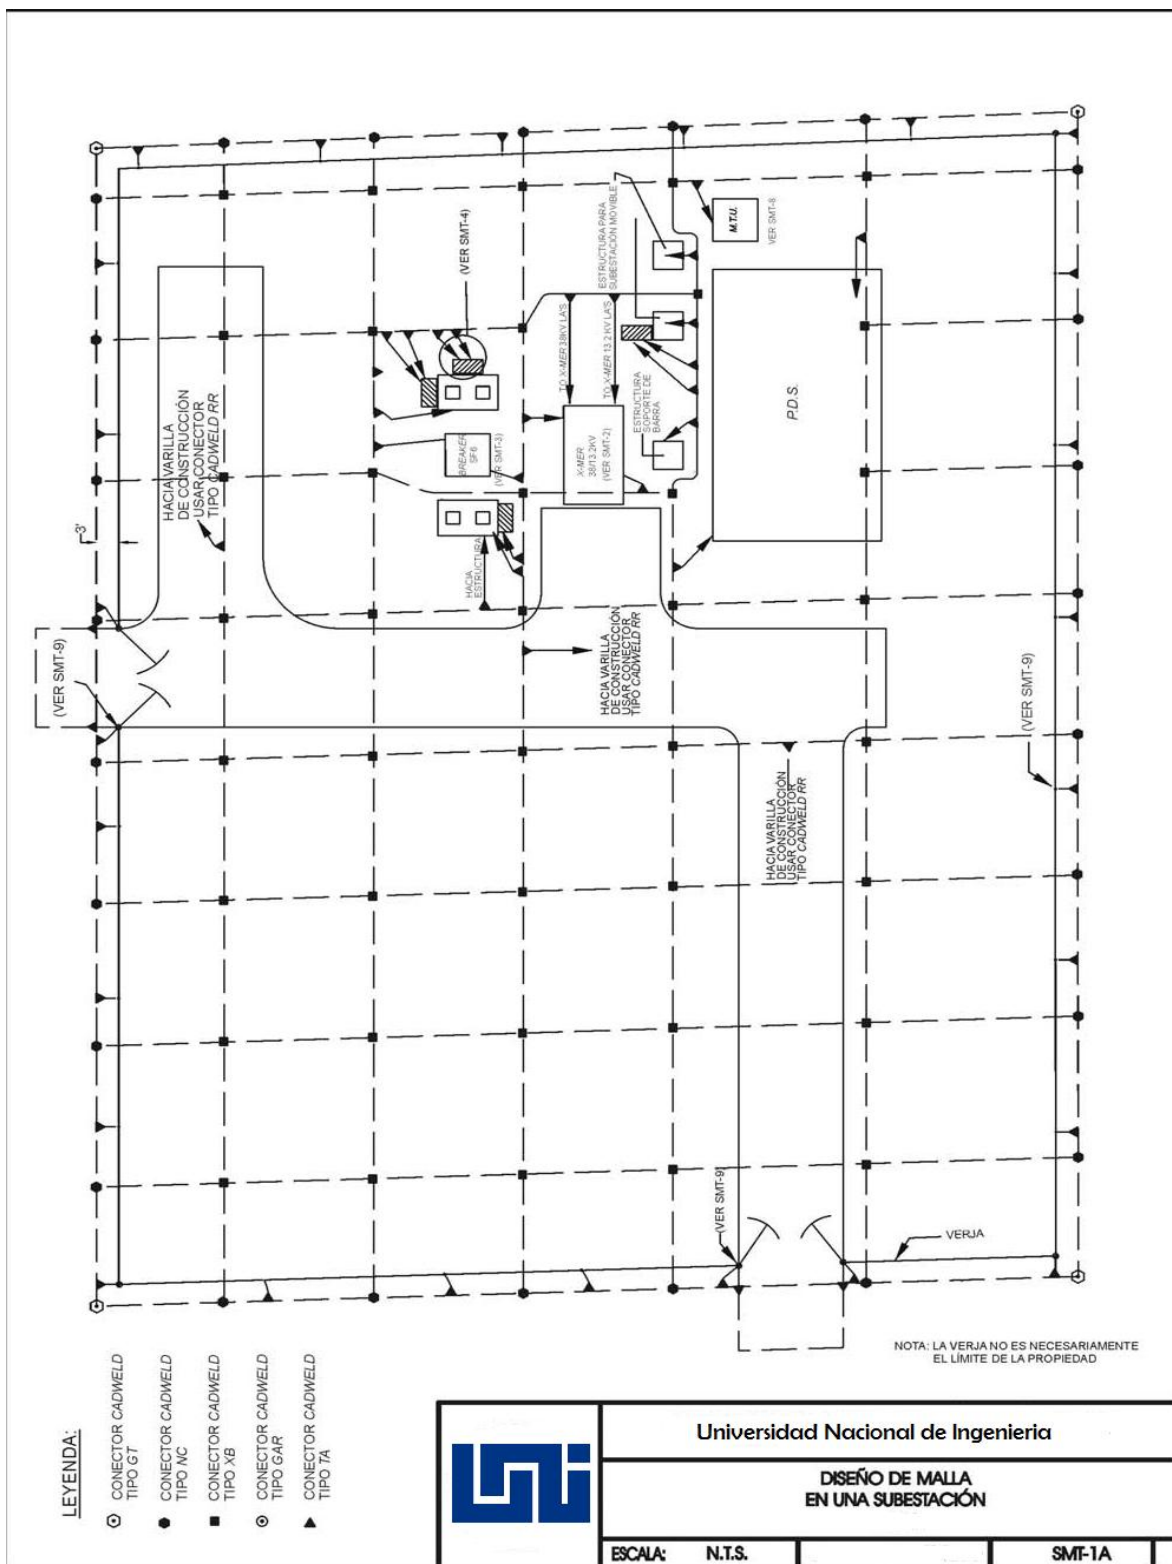 (VER SMT-4)
ESTRUCTURA PARA
SUBESTACIÓN MOVIBLE
M.T.U.
VER SMT-8
TO X-MER 38KV LA'S
TO X-MER 13.2 KV LA'S
ESTRUCTURA
SOPORTE DE
BARRA
P.D.S.
HACIA VARILLA
DE CONSTRUCCIÓN
USAR CONECTOR
TIPO CADWELD RR
BREAKER
SF6
(VER SMT-3)
X-MER
38/13.2KV
(VER SMT-2)
3'
HACIA
ESTRUCTURA
(VER SMT-9)
HACIA VARILLA
DE CONSTRUCCIÓN
USAR CONECTOR
TIPO CADWELD RR
(VER SMT-9)
HACIA VARILLA
DE CONSTRUCCIÓN
USAR CONECTOR
TIPO CADWELD RR
(VER SMT-9)
VERJA
NOTA: LA VERJA NO ES NECESARIAMENTE
EL LÍMITE DE LA PROPIEDAD
LEYENDA:
CONECTOR CADWELD
TIPO GT
CONECTOR CADWELD
TIPO NC
CONECTOR CADWELD
TIPO XB
CONECTOR CADWELD
TIPO GAR
CONECTOR CADWELD
TIPO TA
uni
Universidad Nacional de Ingenieria
DISEÑO DE MALLA
EN UNA SUBESTACIÓN
ESCALA: N.T.S.
SMT-1A